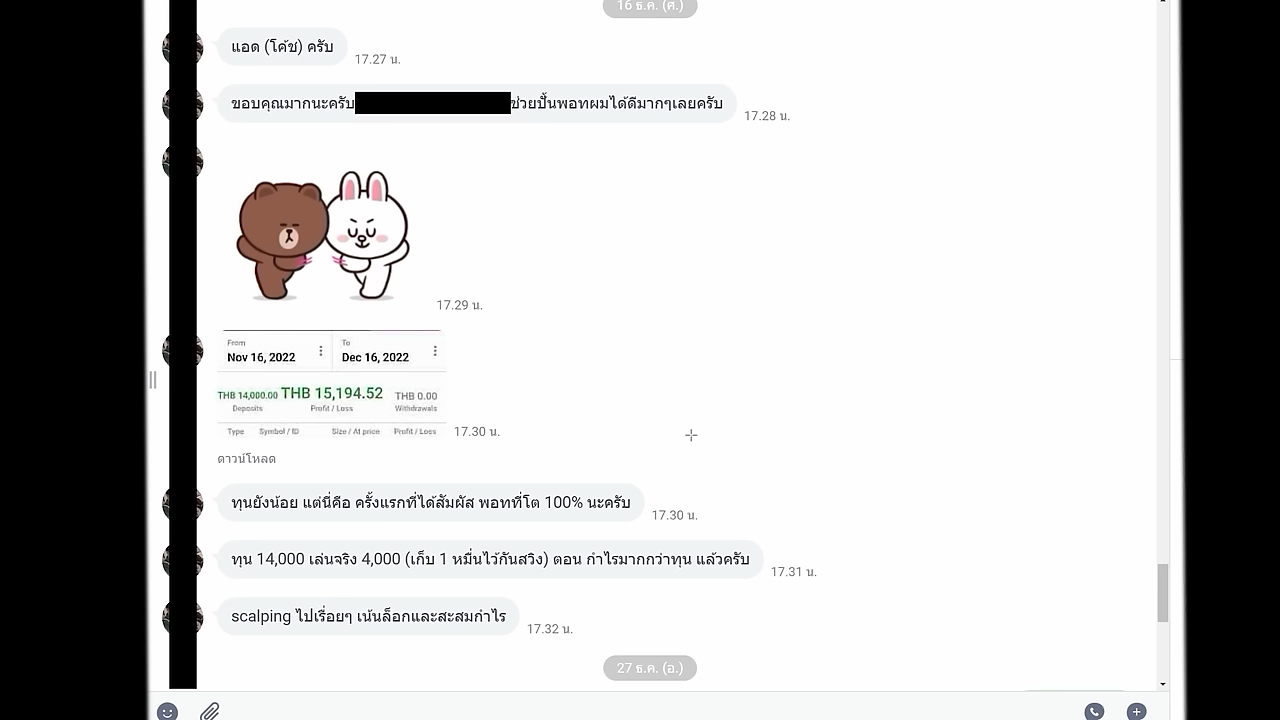 16 ธ.ค. (ศ.)
แอด (โค้ช) ครับ
17.27 น.
ขอบคุณมากนะครับ ช่วยปั้นพอทผมได้ดีมากๆเลยครับ
17.28 น.
17.29 น.
From To
Nov 16, 2022 Dec 16, 2022
THB 14,000.00 THB 15,194.52 THB 0.00
Deposits Profit / Loss Withdrawals
Type Symbol / ID Size / At price Profit / Loss
17.30 น.
ดาวน์โหลด
ทุนยังน้อย แต่นี่คือ ครั้งแรกที่ได้สัมผัส พอทที่โต 100% นะครับ
17.30 น.
ทุน 14,000 เล่นจริง 4,000 (เก็บ 1 หมื่นไว้กันสวิง) ตอน กำไรมากกว่าทุน แล้วครับ
17.31 น.
scalping ไปเรื่อยๆ เน้นล็อกและสะสมกำไร
17.32 น.
27 ธ.ค. (อ.)